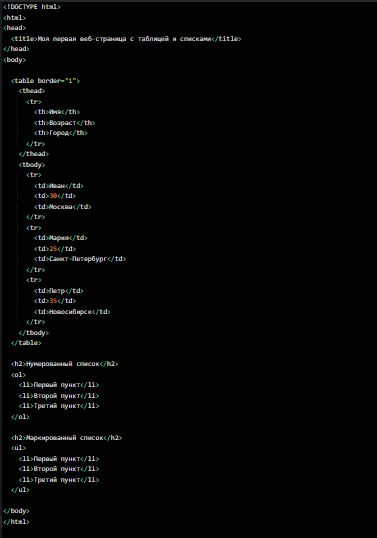 <!DOCTYPE html>
<html>
<head>
<title>Моя первая веб-страница с таблицей и списками</title>
</head>
<body>
<table border="1">
<thead>
<tr>
<th>Имя</th>
<th>Возраст</th>
<th>Город</th>
</tr>
</thead>
<tbody>
<tr>
<td>Иван</td>
<td>30</td>
<td>Москва</td>
</tr>
<tr>
<td>Мария</td>
<td>25</td>
<td>Санкт-Петербург</td>
</tr>
<tr>
<td>Петр</td>
<td>35</td>
<td>Новосибирск</td>
</tr>
</tbody>
</table>
<h2>Нумерованный список</h2>
<ol>
<li>Первый пункт</li>
<li>Второй пункт</li>
<li>Третий пункт</li>
</ol>
<h2>Маркированный список</h2>
<ul>
<li>Первый пункт</li>
<li>Второй пункт</li>
<li>Третий пункт</li>
</ul>
</body>
</html>